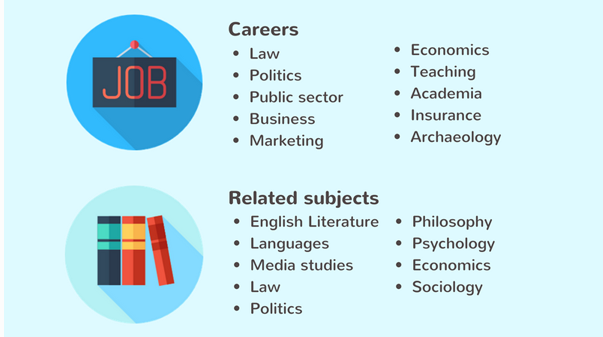 JOB
Careers
• Law
• Politics
• Public sector
• Business
• Marketing
• Economics
• Teaching
• Academia
• Insurance
• Archaeology
Related subjects
• English Literature
• Languages
• Media studies
• Law
• Politics
• Philosophy
• Psychology
• Economics
• Sociology